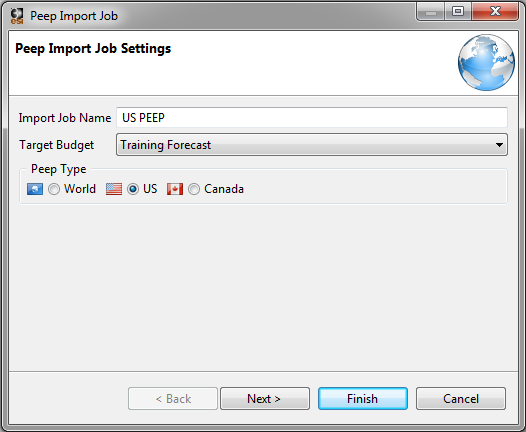 Peep Import Job
Peep Import Job Settings
Import Job Name US PEEP
Target Budget Training Forecast
Peep Type
World US Canada
< Back Next > Finish Cancel